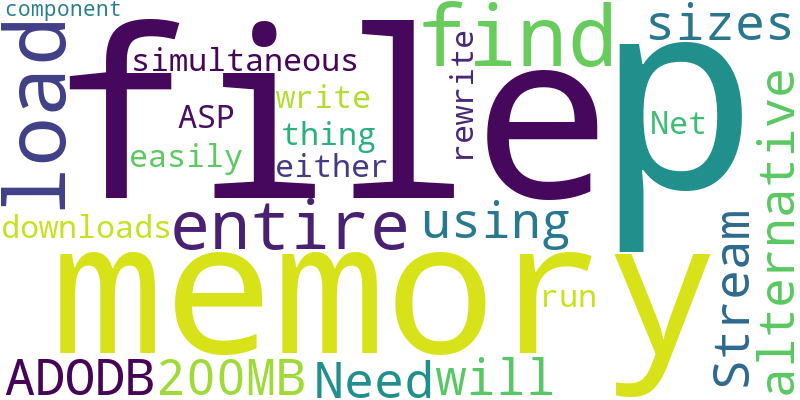 component
load
file
p
find
sizes
simultaneous
rewrite
write
ASP
thing
Net
easily
either
alternative
downloads
entire
using
Stream
memory
run
ADODB
200MB
Need
will